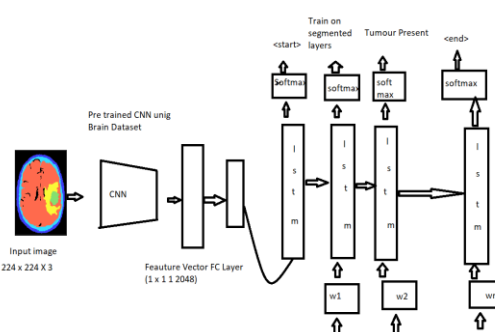 Train on
segmented
layers
<start>
Tumour Present
<end>
Softmax
softmax
soft
max
softmax
Pre trained CNN unig
Brain Dataset
CNN
l s t m
l s t m
l s t m
l s t m
Input image
224 x 224 X 3
Feauture Vector FC Layer
(1 x 1 1 2048)
w1
w2